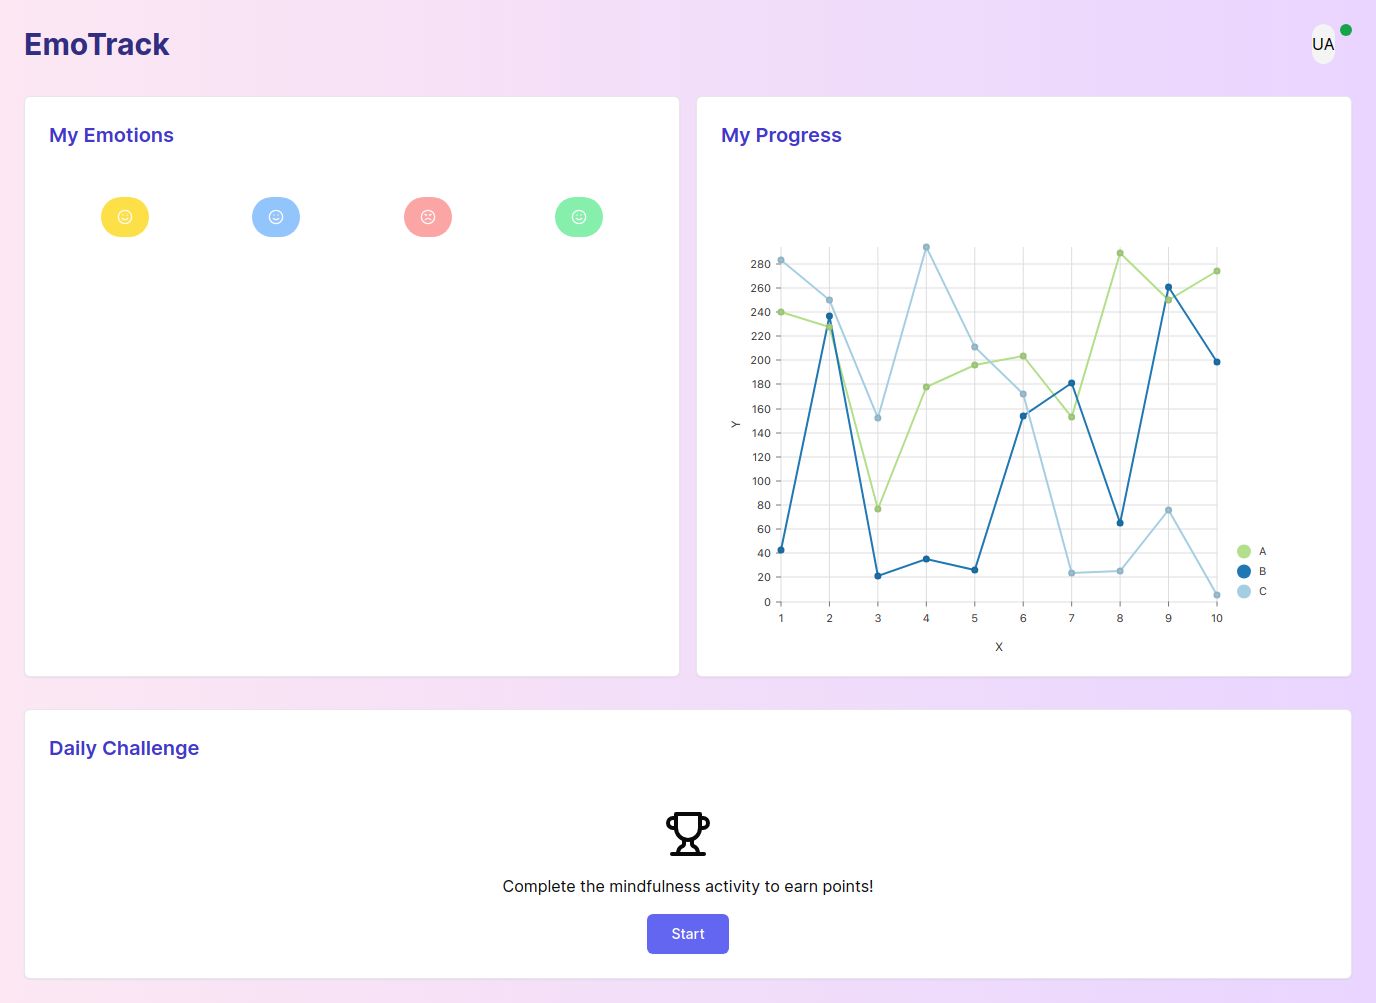 EmoTrack
UA
My Emotions
My Progress
280
260
240
220
200
180
160
140
120
100
80
60
40
20
0
Y
1 2 3 4 5 6 7 8 9 10
X
A
B
C
Daily Challenge
Complete the mindfulness activity to earn points!
Start